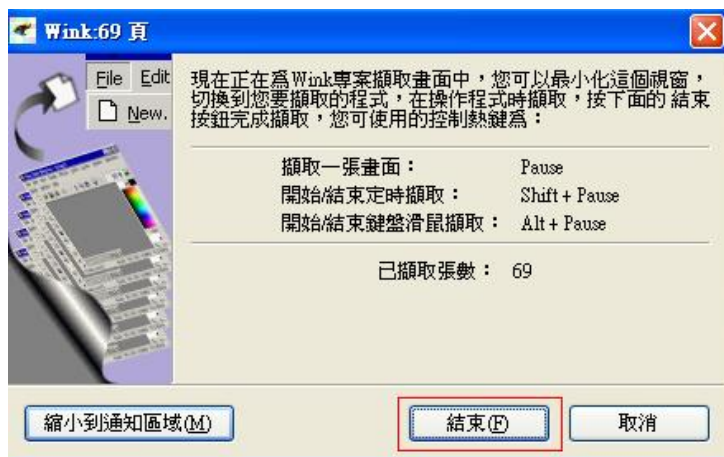 Wink:69 頁
File Edit
New.
現在正在為Wink專案擷取畫面中，您可以最小化這個視窗，
切換到您要擷取的程式，在操作程式時擷取，按下面的 結束
按鈕完成擷取，您可使用的控制熱鍵為：
擷取一張畫面： Pause
開始/結束定時擷取： Shift + Pause
開始/結束鍵盤滑鼠擷取： Alt + Pause
已擷取張數： 69
縮小到通知區域(M) 結束(F) 取消